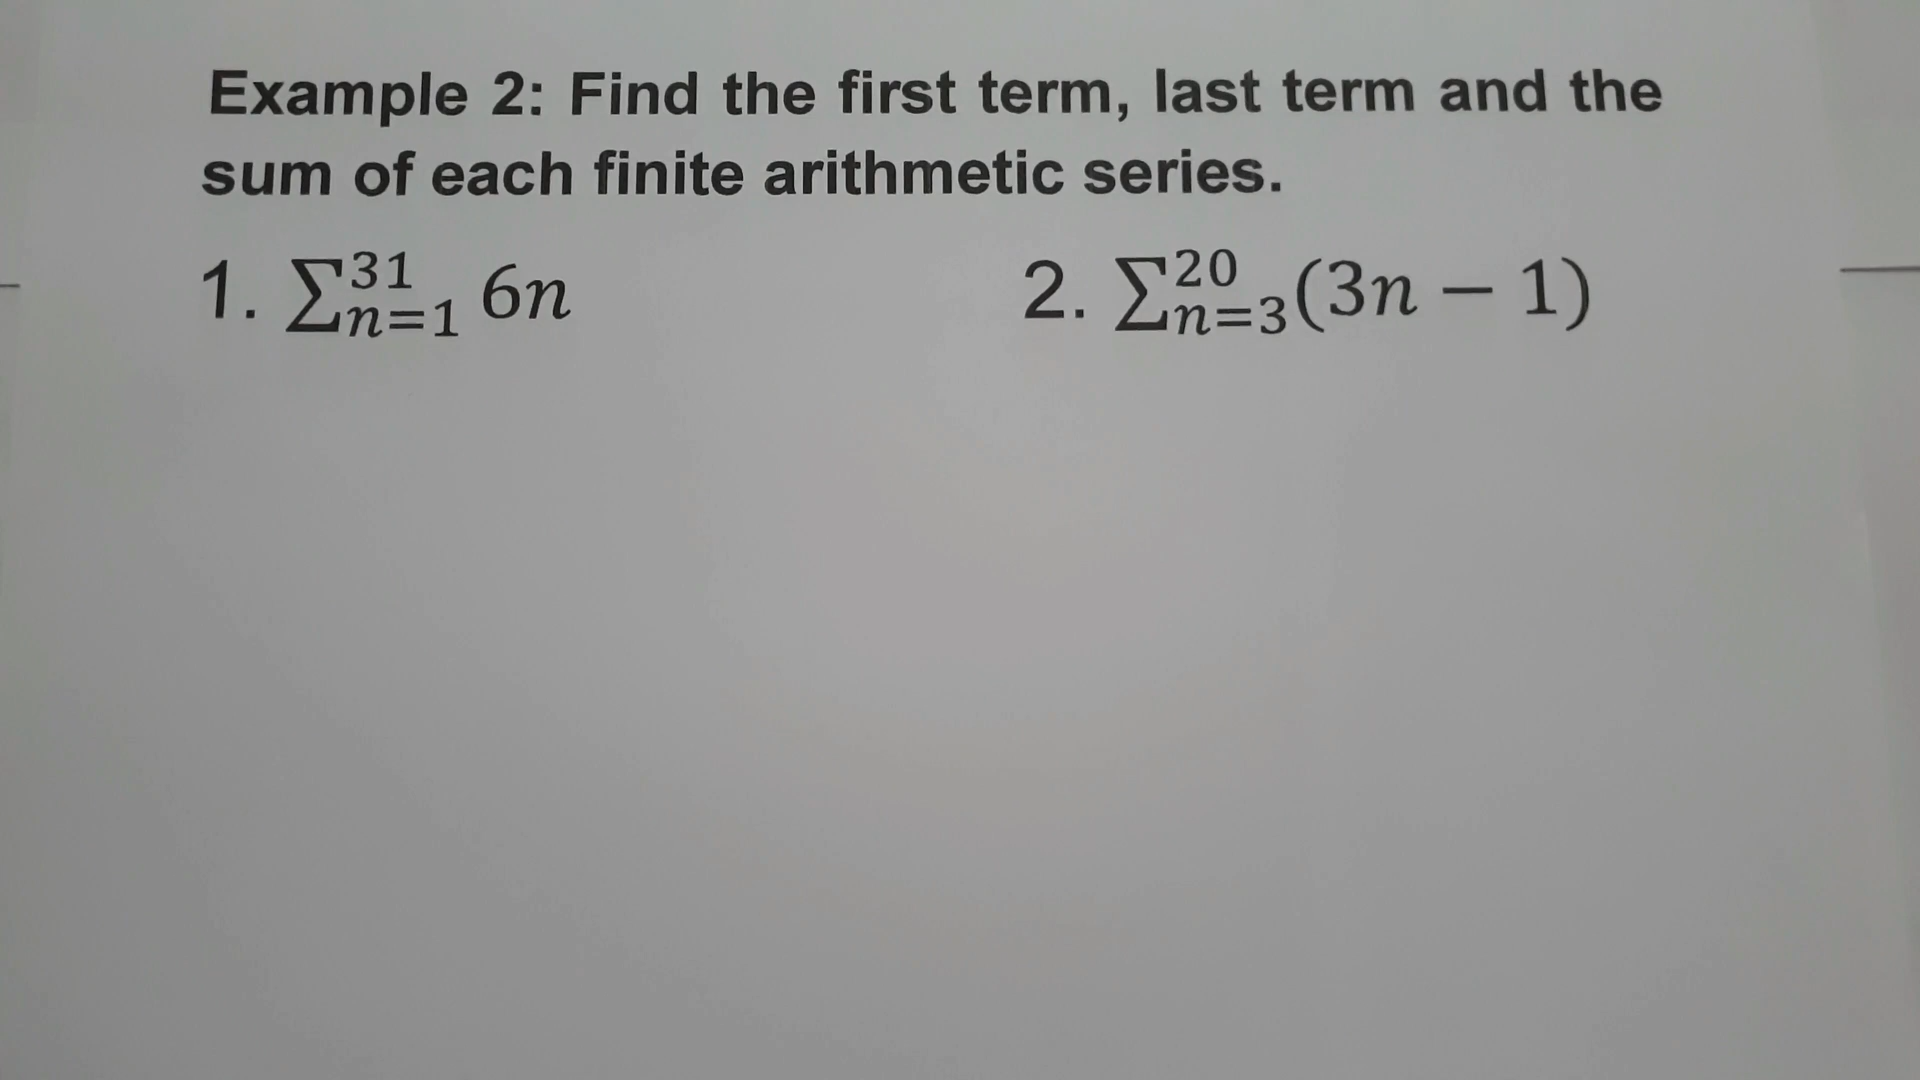 Example 2: Find the first term, last term and the
sum of each finite arithmetic series.
1. ∑³¹ₙ₌₁ 6n 2. ∑²⁰ₙ₌₃(3n − 1)